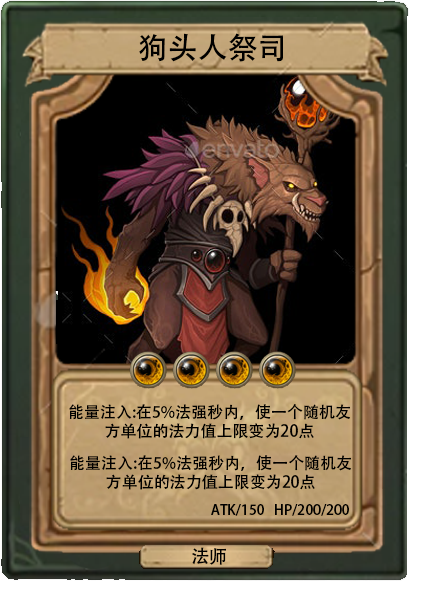 狗头人祭司
envato
能量注入:在5%法强秒内，使一个随机友
方单位的法力值上限变为20点
能量注入:在5%法强秒内，使一个随机友
方单位的法力值上限变为20点
ATK/150 HP/200/200
法师